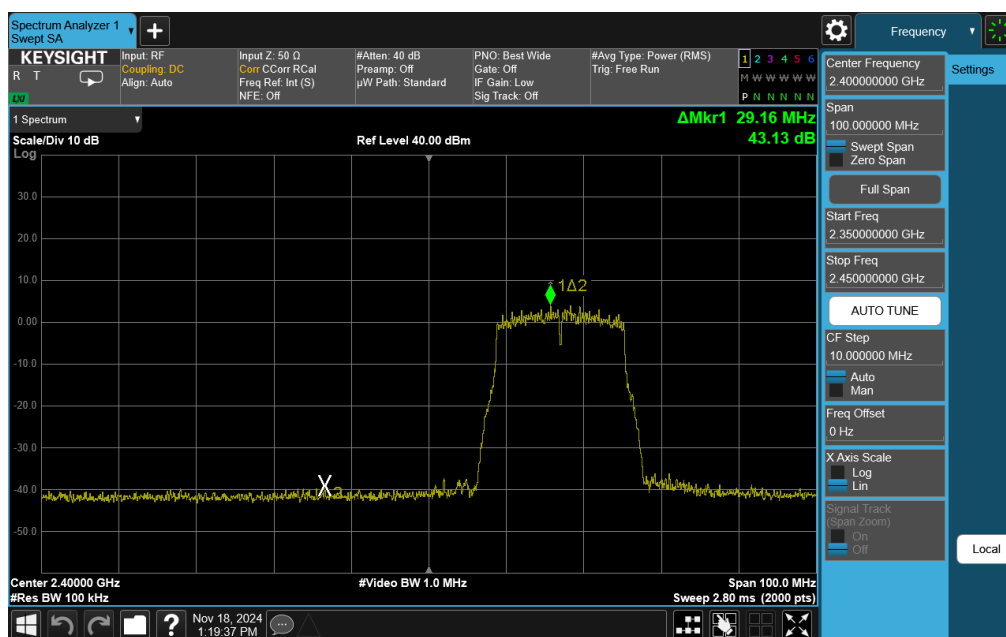 Spectrum Analyzer 1
Swept SA
Frequency
KEYSIGHT
R T
LXI
Input: RF
Coupling: DC
Align: Auto
Input Z: 50 Ω
Corr CCorr RCal
Freq Ref: Int (S)
NFE: Off
#Atten: 40 dB
Preamp: Off
µW Path: Standard
PNO: Best Wide
Gate: Off
IF Gain: Low
Sig Track: Off
#Avg Type: Power (RMS)
Trig: Free Run
1 2 3 4 5 6
M W W W W W
P N N N N N
1 Spectrum
Scale/Div 10 dB
Ref Level 40.00 dBm
ΔMkr1 29.16 MHz
43.13 dB
Log
30.0
20.0
10.0
0.00
-10.0
-20.0
-30.0
-40.0
-50.0
1Δ2
X2
Center 2.40000 GHz
#Res BW 100 kHz
#Video BW 1.0 MHz
Span 100.0 MHz
Sweep 2.80 ms (2000 pts)
Nov 18, 2024
1:19:37 PM
Center Frequency
2.400000000 GHz
Span
100.000000 MHz
Swept Span
Zero Span
Full Span
Start Freq
2.350000000 GHz
Stop Freq
2.450000000 GHz
AUTO TUNE
CF Step
10.000000 MHz
Auto
Man
Freq Offset
0 Hz
X Axis Scale
Log
Lin
Signal Track
(Span Zoom)
On
Off
Settings
Local